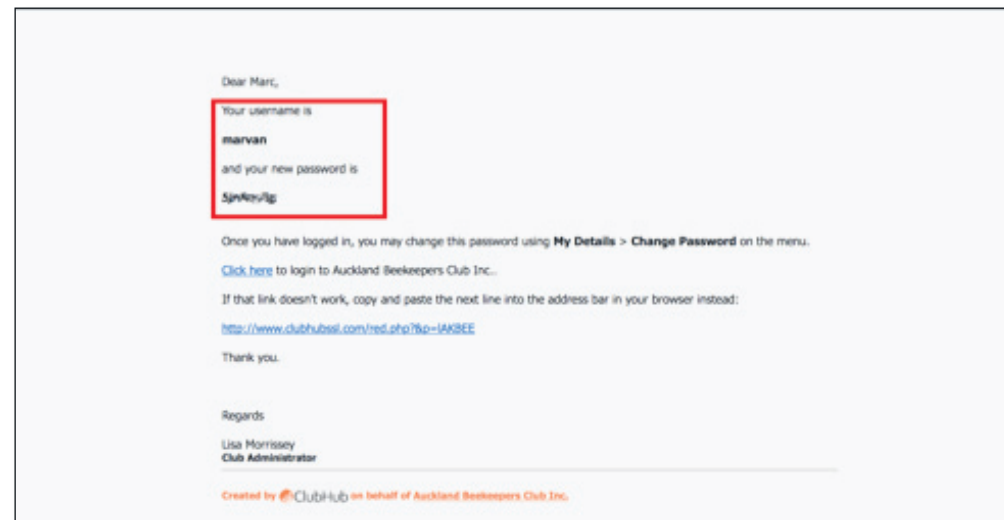 Dear Marc,
Your username is
marvan
and your new password is
Once you have logged in, you may change this password using My Details > Change Password on the menu.
Click here to login to Auckland Beekeepers Club Inc..
If that link doesn't work, copy and paste the next line into the address bar in your browser instead:
http://www.clubhubssl.com/red.php?&p=IAKBEE
Thank you.
Regards
Lisa Morrissey
Club Administrator
Created by ClubHub on behalf of Auckland Beekeepers Club Inc.